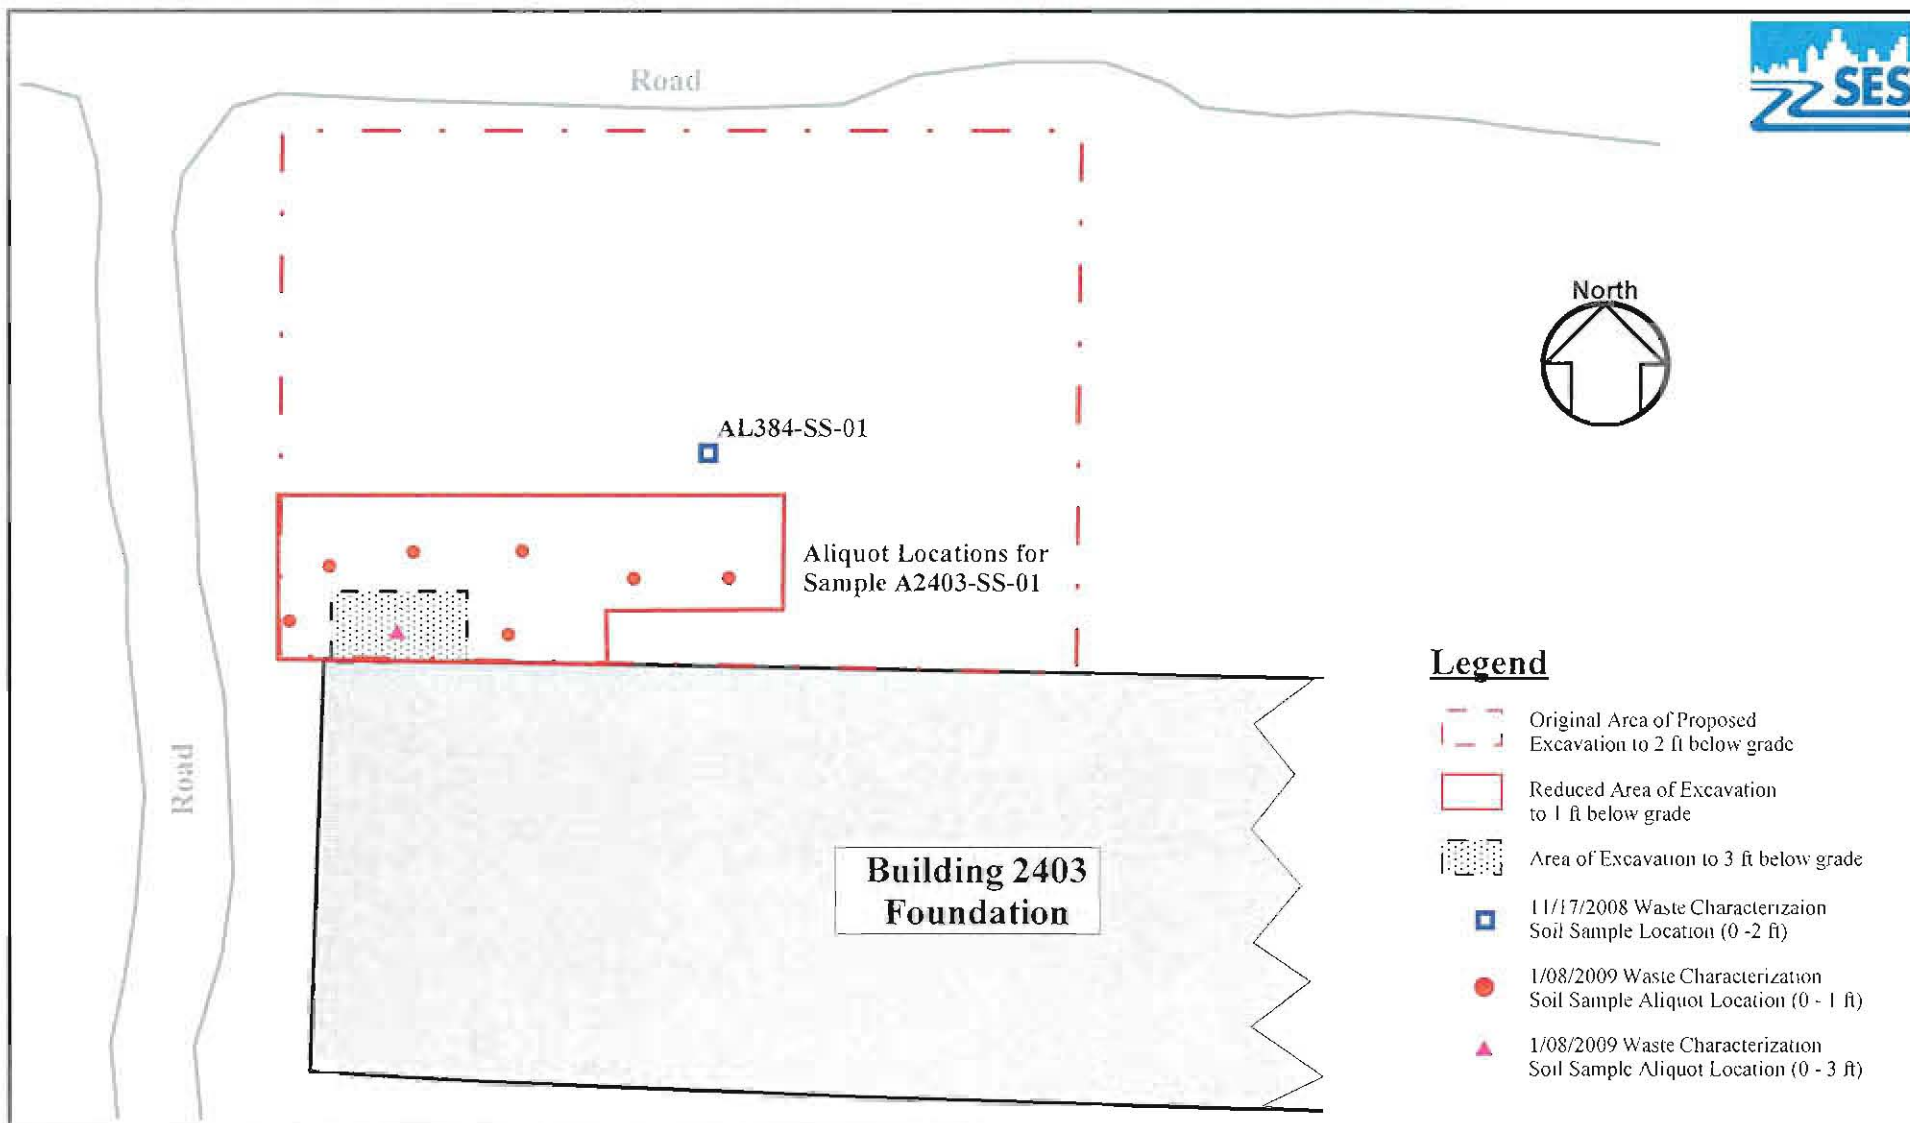 Road
SES
North
AL384-SS-01
Aliquot Locations for
Sample A2403-SS-01
Road
Building 2403
Foundation
Legend
Original Area of Proposed
Excavation to 2 ft below grade
Reduced Area of Excavation
to 1 ft below grade
Area of Excavation to 3 ft below grade
11/17/2008 Waste Characterizaion
Soil Sample Location (0 -2 ft)
1/08/2009 Waste Characterization
Soil Sample Aliquot Location (0 - 1 ft)
1/08/2009 Waste Characterization
Soil Sample Aliquot Location (0 - 3 ft)